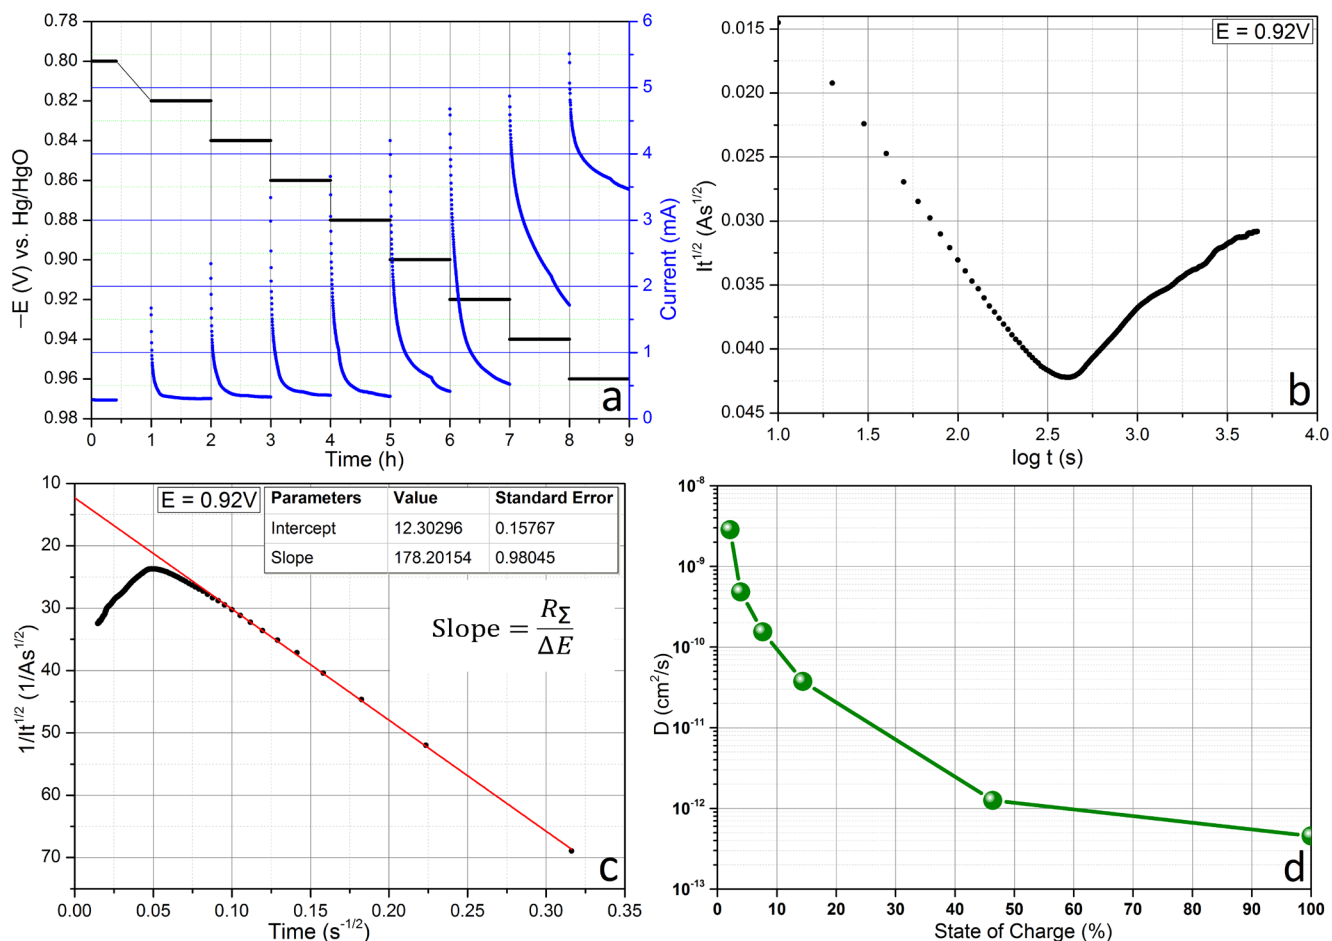 0.78
0.80
0.82
0.84
0.86
0.88
0.90
0.92
0.94
0.96
0.98
−E (V) vs. Hg/HgO
0 1 2 3 4 5 6 7 8 9
Time (h)
6
5
4
3
2
1
0
Current (mA)
a
E = 0.92V
0.015
0.020
0.025
0.030
0.035
0.040
0.045
It^1/2 (As^1/2)
1.0 1.5 2.0 2.5 3.0 3.5 4.0
log t (s)
b
E = 0.92V
Parameters Value Standard Error
Intercept 12.30296 0.15767
Slope 178.20154 0.98045
Slope = R_Σ / ΔE
10
20
30
40
50
60
70
1/It^1/2 (1/As^1/2)
0.00 0.05 0.10 0.15 0.20 0.25 0.30 0.35
Time (s^-1/2)
c
10^-8
10^-9
10^-10
10^-11
10^-12
10^-13
D (cm^2/s)
0 10 20 30 40 50 60 70 80 90 100
State of Charge (%)
d